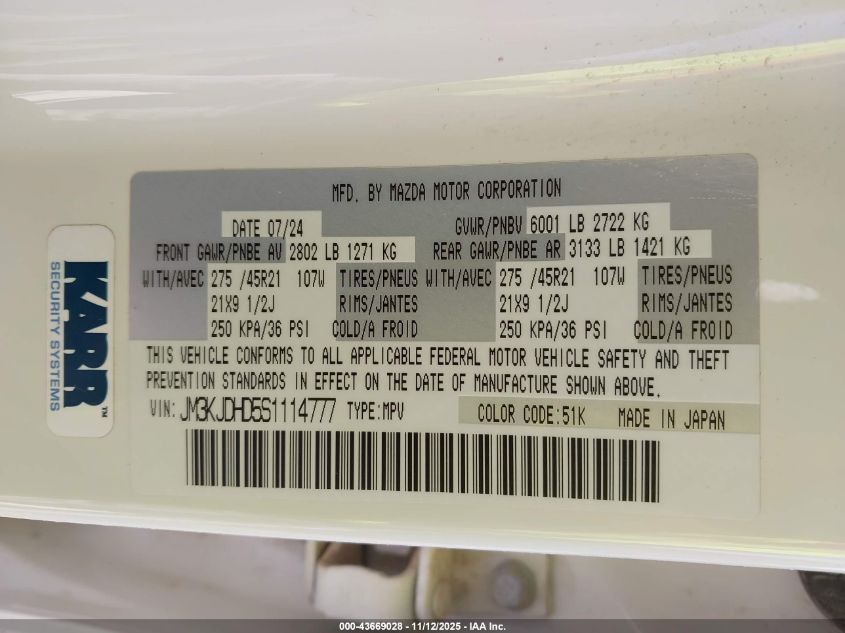 MFD. BY MAZDA MOTOR CORPORATION
DATE 07/24 GVWR/PNBV 6001 LB 2722 KG
FRONT GAWR/PNBE AV 2802 LB 1271 KG REAR GAWR/PNBE AR 3133 LB 1421 KG
WITH/AVEC 275 /45R21 107W TIRES/PNEUS WITH/AVEC 275 /45R21 107W TIRES/PNEUS
21X9 1/2J RIMS/JANTES 21X9 1/2J RIMS/JANTES
250 KPA/36 PSI COLD/A FROID 250 KPA/36 PSI COLD/A FROID
THIS VEHICLE CONFORMS TO ALL APPLICABLE FEDERAL MOTOR VEHICLE SAFETY AND THEFT
PREVENTION STANDARDS IN EFFECT ON THE DATE OF MANUFACTURE SHOWN ABOVE.
VIN: JM3KJDHD5S1114777 TYPE:MPV COLOR CODE:51K MADE IN JAPAN
KARR™
SECURITY SYSTEMS
000-43669028 - 11/12/2025 - IAA Inc.